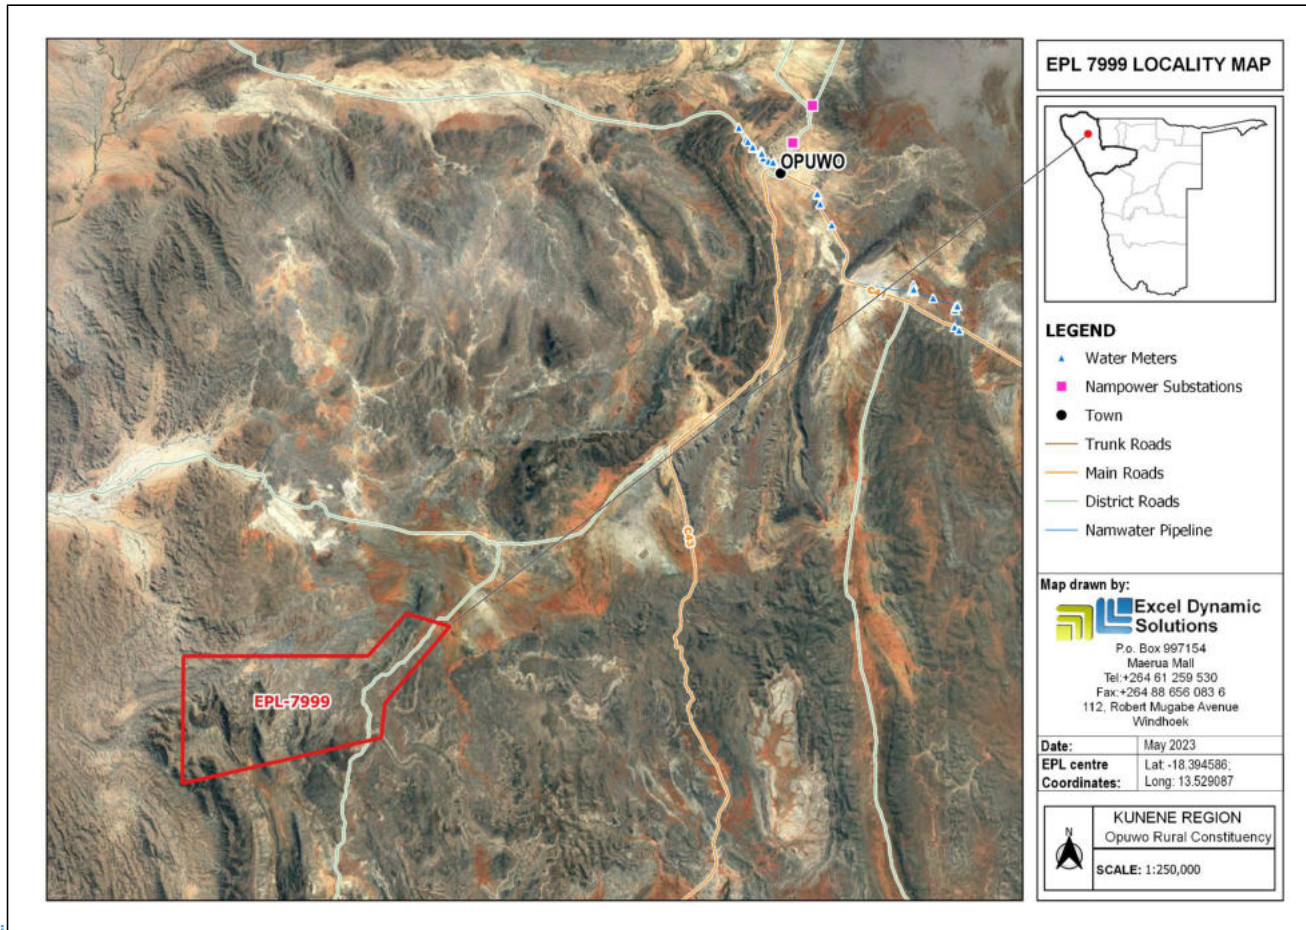 EPL 7999 LOCALITY MAP
OPUWO
C41
C43
EPL-7999
LEGEND
Water Meters
Nampower Substations
Town
Trunk Roads
Main Roads
District Roads
Namwater Pipeline
Map drawn by:
Excel Dynamic
Solutions
P.o. Box 997154
Maerua Mall
Tel:+264 61 259 530
Fax:+264 88 656 083 6
112, Robert Mugabe Avenue
Windhoek
Date: May 2023
EPL centre Lat: -18.394586;
Coordinates: Long: 13.529087
N
KUNENE REGION
Opuwo Rural Constituency
SCALE: 1:250,000